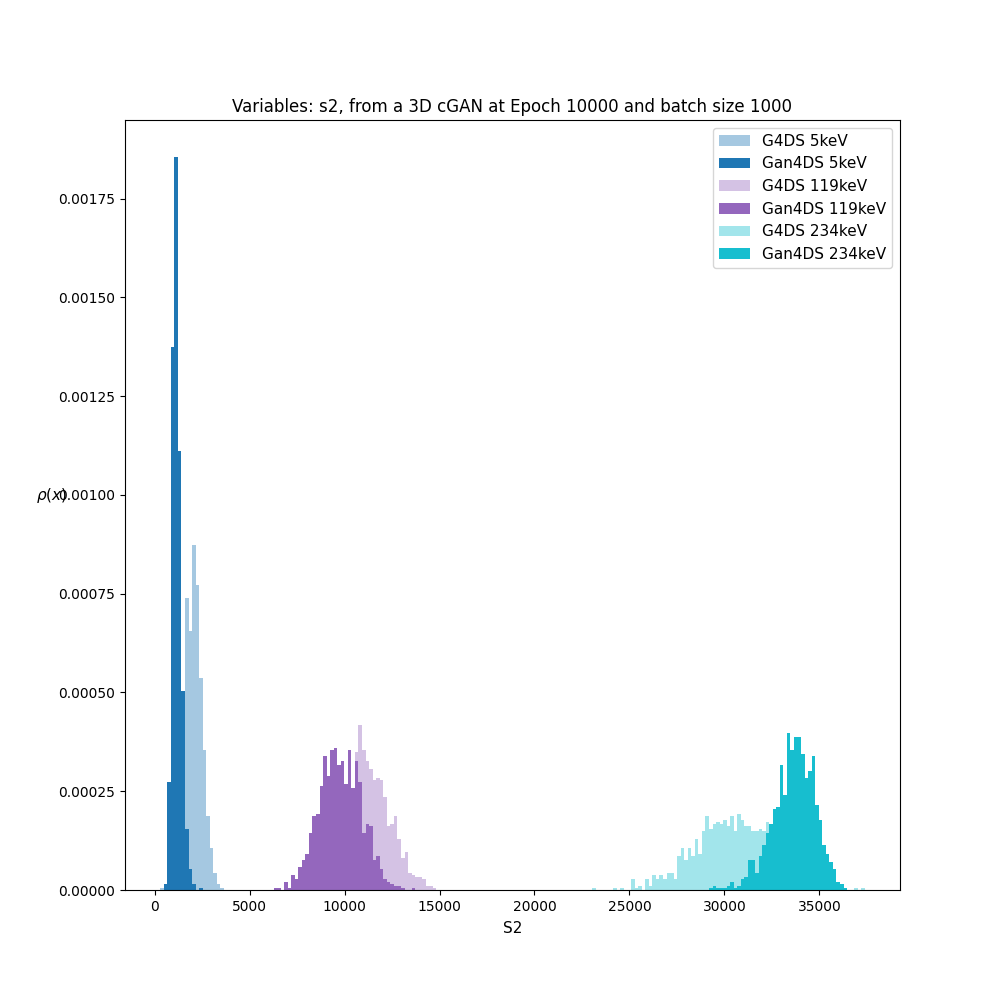 Variables: s2, from a 3D cGAN at Epoch 10000 and batch size 1000
G4DS 5keV
Gan4DS 5keV
G4DS 119keV
Gan4DS 119keV
G4DS 234keV
Gan4DS 234keV
0.00175
0.00150
0.00125
ρ(x)
0.00100
0.00075
0.00050
0.00025
0.00000
0 5000 10000 15000 20000 25000 30000 35000
S2